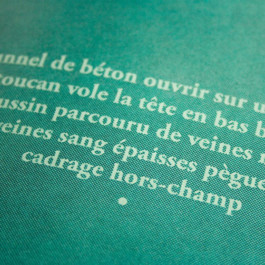 nnel de béton ouvrir sur u
oucan vole la tête en bas b
ussin parcouru de veines
veines sang épaisses pègue
cadrage hors-champ